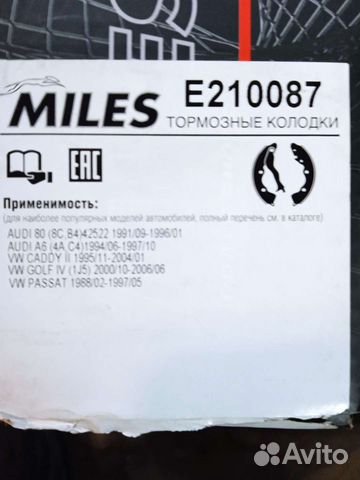 MILES
E210087
ТОРМОЗНЫЕ КОЛОДКИ
EAC
Применимость:
(для наиболее популярных моделей автомобилей, полный перечень см. в каталоге)
AUDI 80 (8C,B4)42522 1991/09-1996/01
AUDI A6 (4A,C4)1994/06-1997/10
VW CADDY II 1995/11-2004/01
VW GOLF IV (1J5) 2000/10-2006/06
VW PASSAT 1988/02-1997/05
Avito